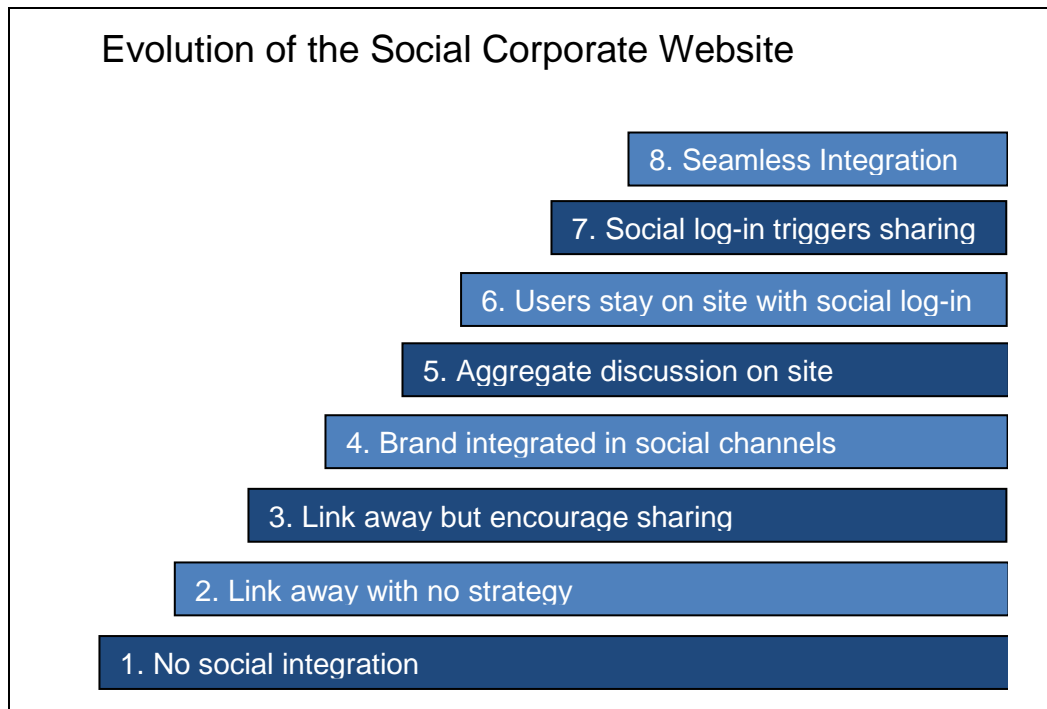 Evolution of the Social Corporate Website
8. Seamless Integration
7. Social log-in triggers sharing
6. Users stay on site with social log-in
5. Aggregate discussion on site
4. Brand integrated in social channels
3. Link away but encourage sharing
2. Link away with no strategy
1. No social integration